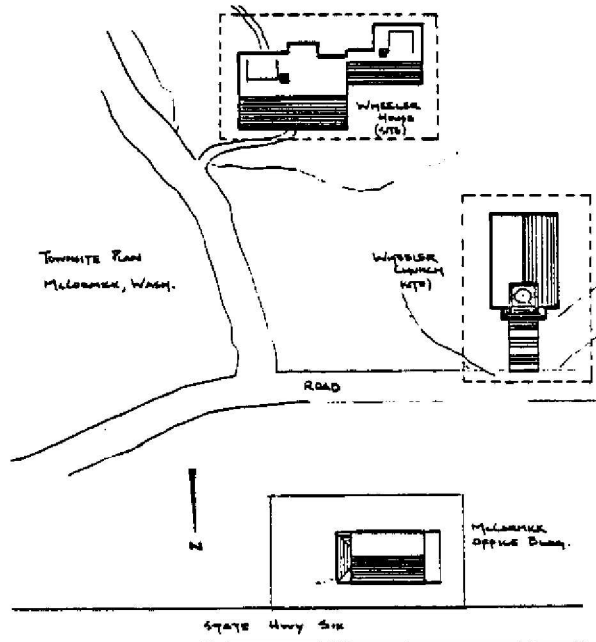 WHEELER
HOUSE
(SITE)
TOWNSITE PLAN
McCORMICK, WASH.
WHEELER
CHURCH
SITE)
ROAD
N
McCORMICK
OFFICE BLDG.
STATE HWY SIX